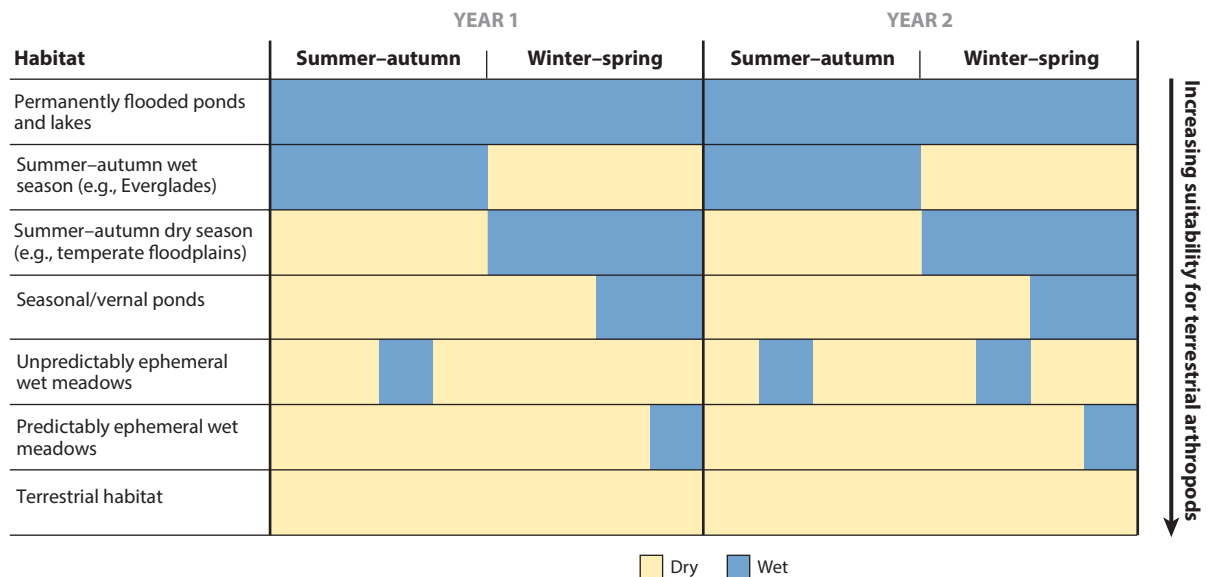 YEAR 1 YEAR 2
Habitat Summer–autumn Winter–spring Summer–autumn Winter–spring
Permanently flooded ponds
and lakes
Summer–autumn wet
season (e.g., Everglades)
Summer–autumn dry season
(e.g., temperate floodplains)
Seasonal/vernal ponds
Unpredictably ephemeral
wet meadows
Predictably ephemeral wet
meadows
Terrestrial habitat
Increasing suitability for terrestrial arthropods
Dry Wet